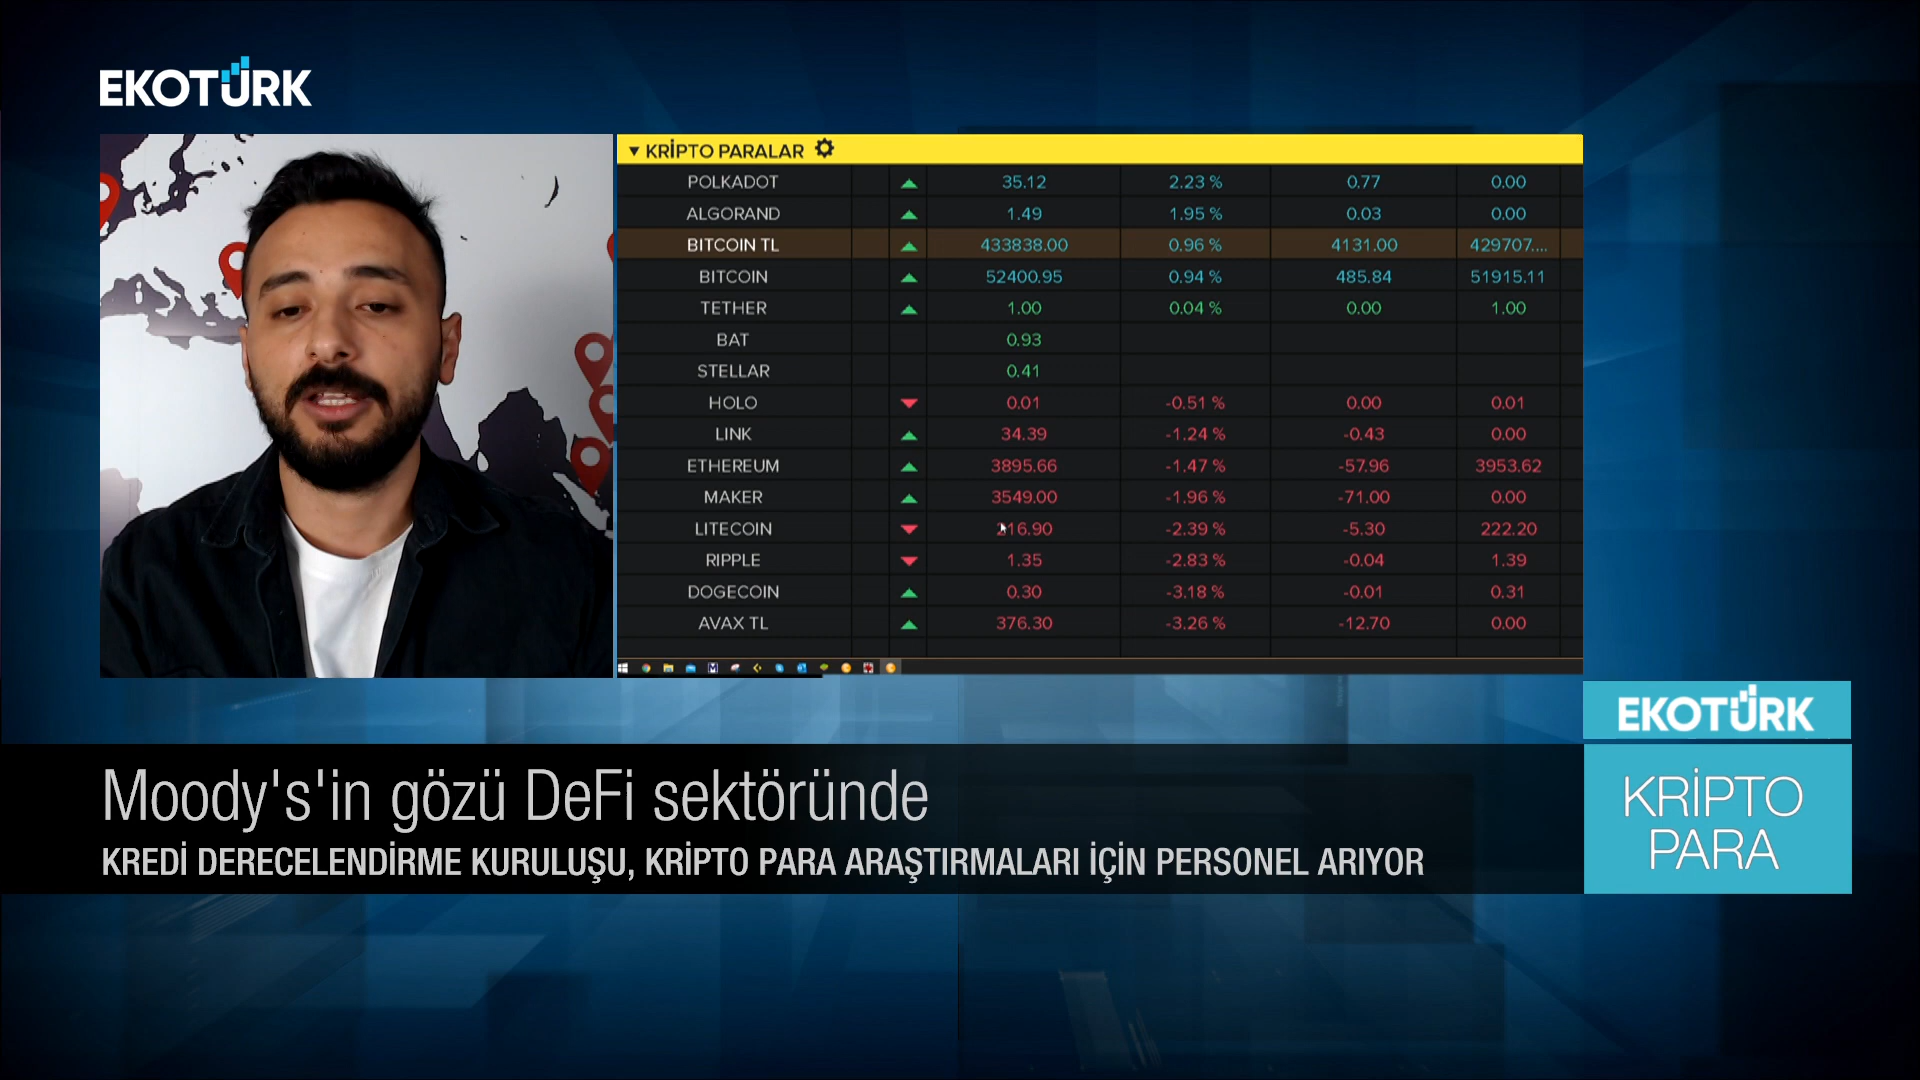 EKOTÜRK
KRİPTO PARALAR
POLKADOT 35.12 2.23 % 0.77 0.00
ALGORAND 1.49 1.95 % 0.03 0.00
BITCOIN TL 433838.00 0.96 % 4131.00 429707....
BITCOIN 52400.95 0.94 % 485.84 51915.11
TETHER 1.00 0.04 % 0.00 1.00
BAT 0.93
STELLAR 0.41
HOLO 0.01 -0.51 % 0.00 0.01
LINK 34.39 -1.24 % -0.43 0.00
ETHEREUM 3895.66 -1.47 % -57.96 3953.62
MAKER 3549.00 -1.96 % -71.00 0.00
LITECOIN 216.90 -2.39 % -5.30 222.20
RIPPLE 1.35 -2.83 % -0.04 1.39
DOGECOIN 0.30 -3.18 % -0.01 0.31
AVAX TL 376.30 -3.26 % -12.70 0.00
EKOTÜRK
Moody's'in gözü DeFi sektöründe
KREDİ DERECELENDİRME KURULUŞU, KRİPTO PARA ARAŞTIRMALARI İÇİN PERSONEL ARIYOR
KRİPTO
PARA